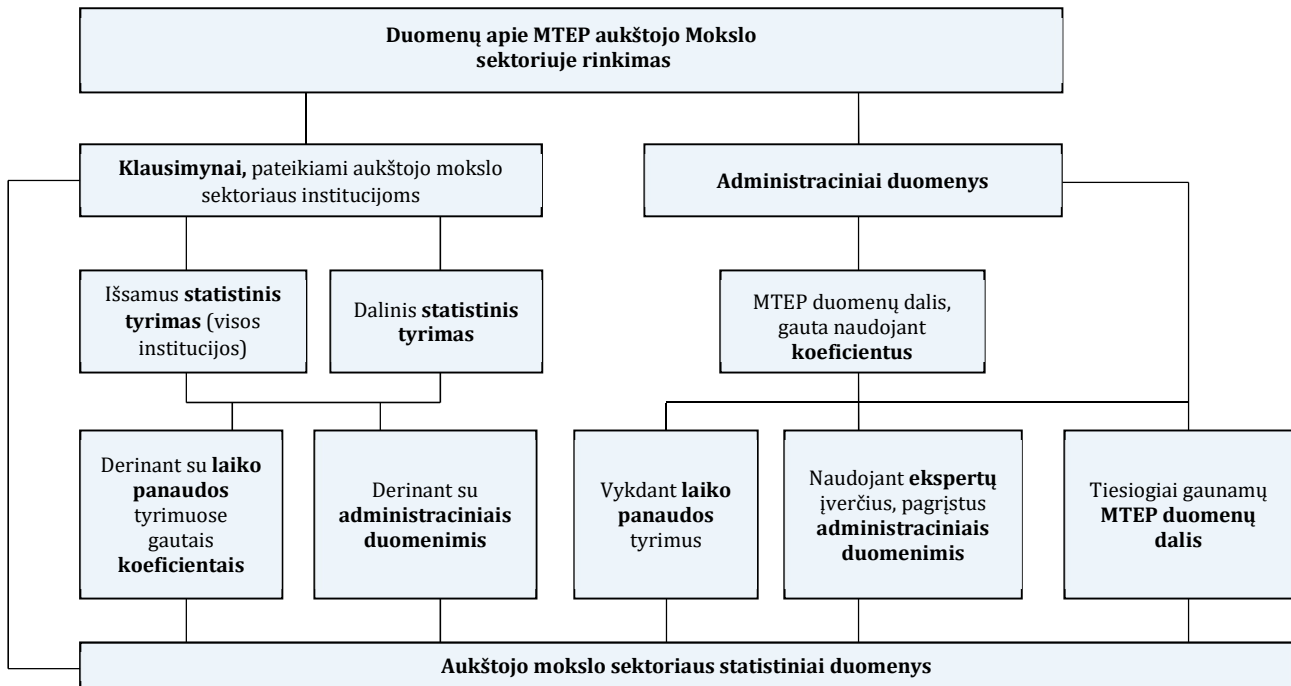 Duomenų apie MTEP aukštojo Mokslo
sektoriuje rinkimas
Klausimynai, pateikiami aukštojo mokslo
sektoriaus institucijoms
Administraciniai duomenys
Išsamus statistinis
tyrimas (visos
institucijos)
Dalinis statistinis
tyrimas
MTEP duomenų dalis,
gauta naudojant
koeficientus
Derinant su laiko
panaudos
tyrimuose
gautais
koeficientais
Derinant su
administraciniais
duomenimis
Vykdant laiko
panaudos
tyrimus
Naudojant ekspertų
įverčius, pagrįstus
administraciniais
duomenimis
Tiesiogiai gaunamų
MTEP duomenų
dalis
Aukštojo mokslo sektoriaus statistiniai duomenys